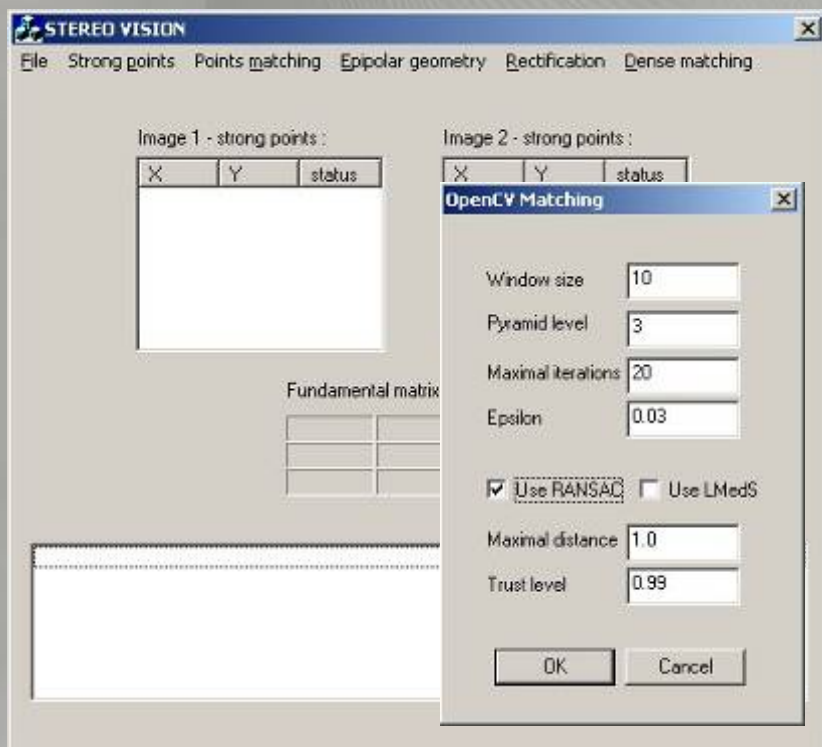 STEREO VISION
File Strong points Points matching Epipolar geometry Rectification Dense matching
Image 1 - strong points :
X Y status
Image 2 - strong points :
X Y status
Fundamental matrix
OpenCV Matching
Window size 10
Pyramid level 3
Maximal iterations 20
Epsilon 0.03
Use RANSAC Use LMedS
Maximal distance 1.0
Trust level 0.99
OK Cancel